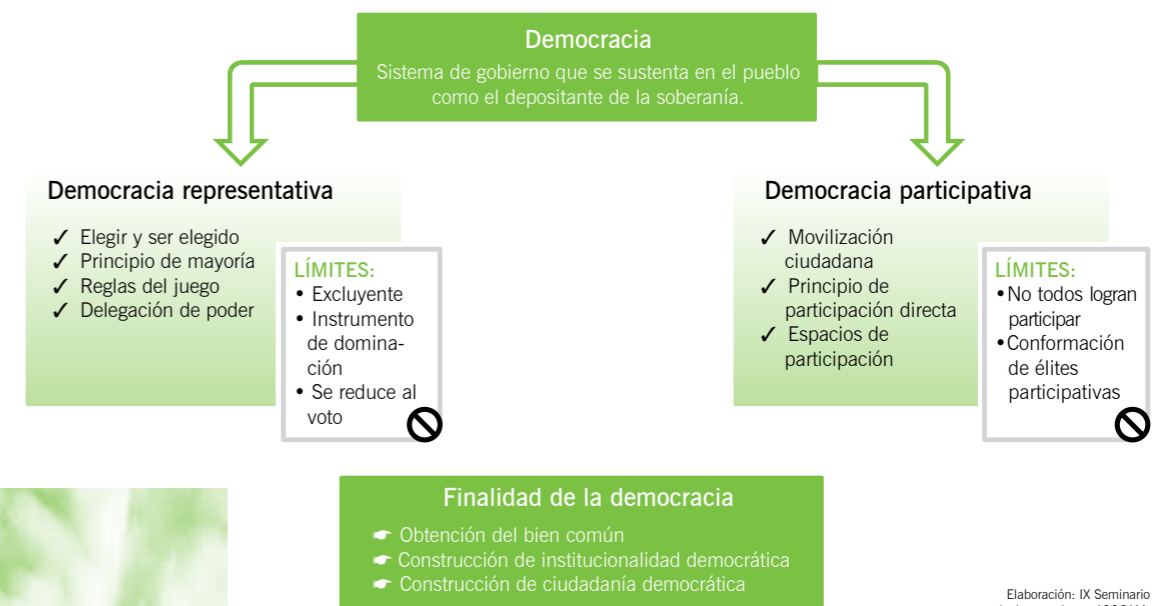 Democracia
Sistema de gobierno que se sustenta en el pueblo
como el depositante de la soberanía.
Democracia representativa
✓ Elegir y ser elegido
✓ Principio de mayoría
✓ Reglas del juego
✓ Delegación de poder
LÍMITES:
• Excluyente
• Instrumento
de domina-
ción
• Se reduce al
voto
Democracia participativa
✓ Movilización
ciudadana
✓ Principio de
participación directa
✓ Espacios de
participación
LÍMITES:
•No todos logran
participar
•Conformación
de élites
participativas
Finalidad de la democracia
☛ Obtención del bien común
☛ Construcción de institucionalidad democrática
☛ Construcción de ciudadanía democrática
Elaboración: IX Seminario